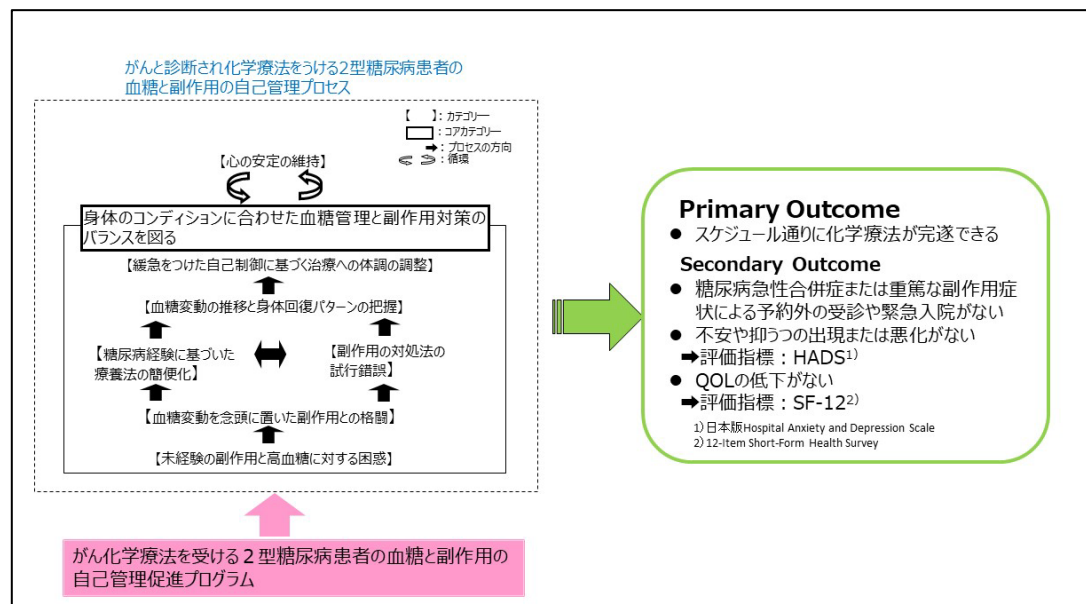 がんと診断され化学療法をうける2型糖尿病患者の
血糖と副作用の自己管理プロセス
【　】：カテゴリー
：コアカテゴリー
➡：プロセスの方向
：循環
【心の安定の維持】
身体のコンディションに合わせた血糖管理と副作用対策の
バランスを図る
【緩急をつけた自己制御に基づく治療への体調の調整】
【血糖変動の推移と身体回復パターンの把握】
【糖尿病経験に基づいた
療養法の簡便化】
【副作用の対処法の
試行錯誤】
【血糖変動を念頭に置いた副作用との格闘】
【未経験の副作用と高血糖に対する困惑】
がん化学療法を受ける２型糖尿病患者の血糖と副作用の
自己管理促進プログラム
Primary Outcome
● スケジュール通りに化学療法が完遂できる
Secondary Outcome
● 糖尿病急性合併症または重篤な副作用症
状による予約外の受診や緊急入院がない
● 不安や抑うつの出現または悪化がない
➡評価指標：HADS1)
● QOLの低下がない
➡評価指標：SF-122)
1) 日本版Hospital Anxiety and Depression Scale
2) 12-Item Short-Form Health Survey